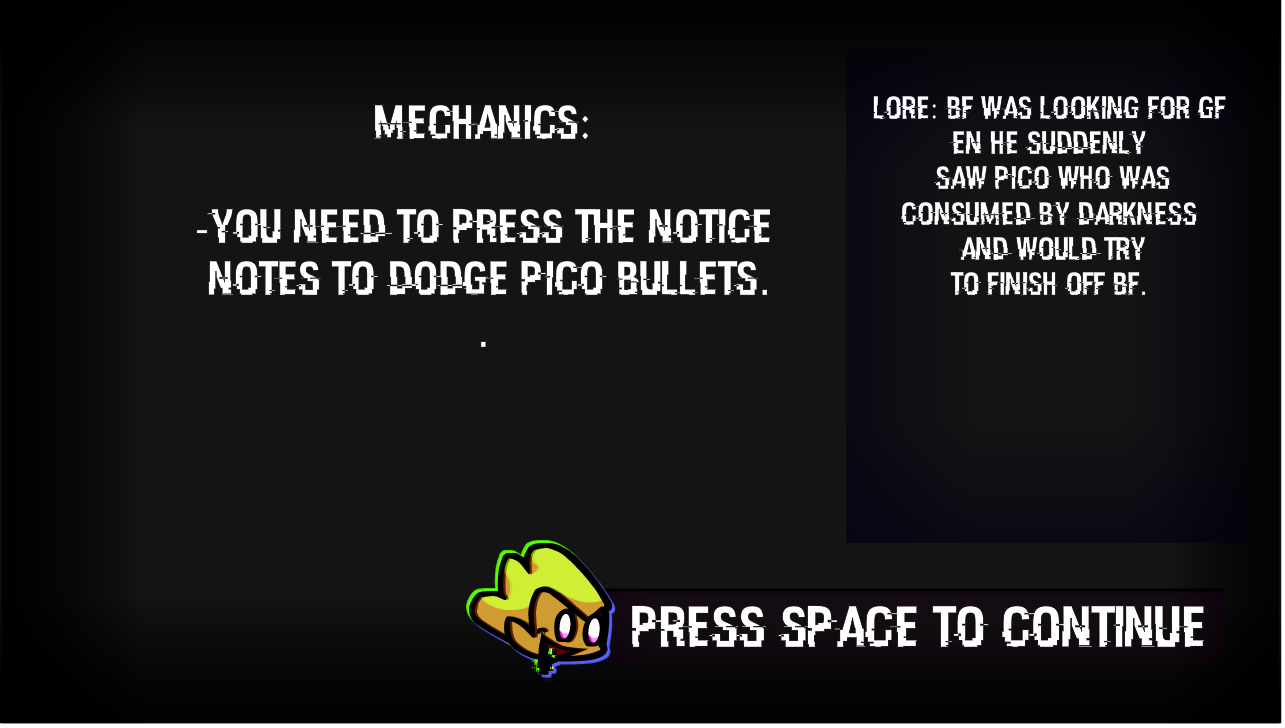 MECHANICS:
-YOU NEED TO PRESS THE NOTICE
NOTES TO DODGE PICO BULLETS.
.
LORE: BF WAS LOOKING FOR GF
EN HE SUDDENLY
SAW PICO WHO WAS
CONSUMED BY DARKNESS
AND WOULD TRY
TO FINISH OFF BF.
PRESS SPACE TO CONTINUE